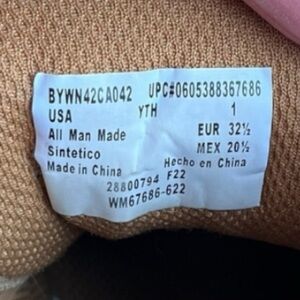 BYWN42CA042 UPC#0605388367686
USA YTH 1
All Man Made EUR 32½
Sintetico MEX 20½
Made in China Hecho en China
28800794 F22
WM67686-622